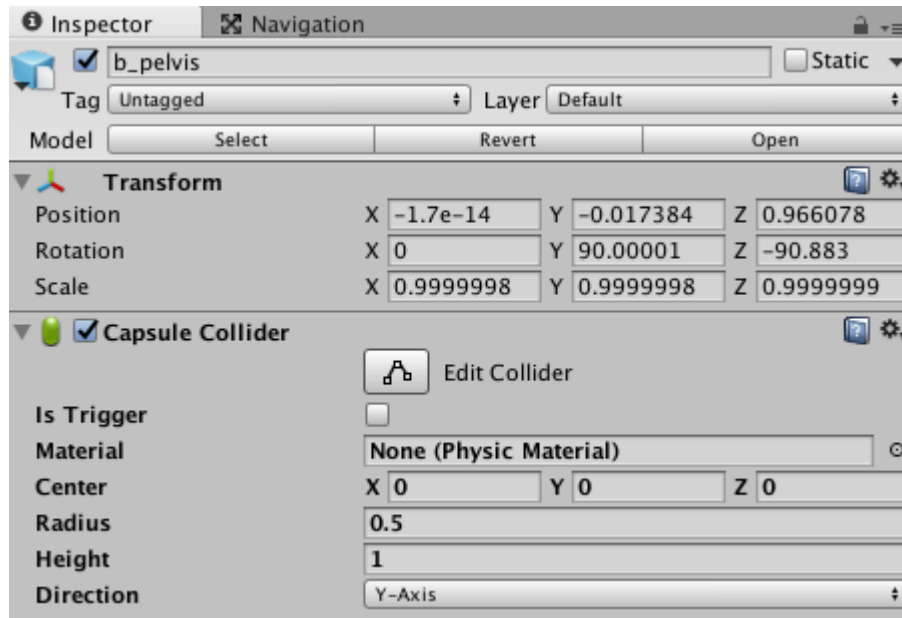 Inspector Navigation
b_pelvis Static
Tag Untagged Layer Default
Model Select Revert Open
Transform
Position X -1.7e-14 Y -0.017384 Z 0.966078
Rotation X 0 Y 90.00001 Z -90.883
Scale X 0.9999998 Y 0.9999998 Z 0.9999999
Capsule Collider
Edit Collider
Is Trigger
Material None (Physic Material)
Center X 0 Y 0 Z 0
Radius 0.5
Height 1
Direction Y-Axis